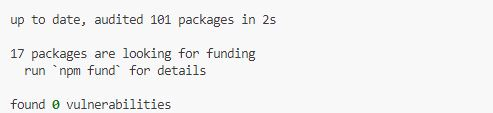 up to date, audited 101 packages in 2s
17 packages are looking for funding
run `npm fund` for details
found 0 vulnerabilities